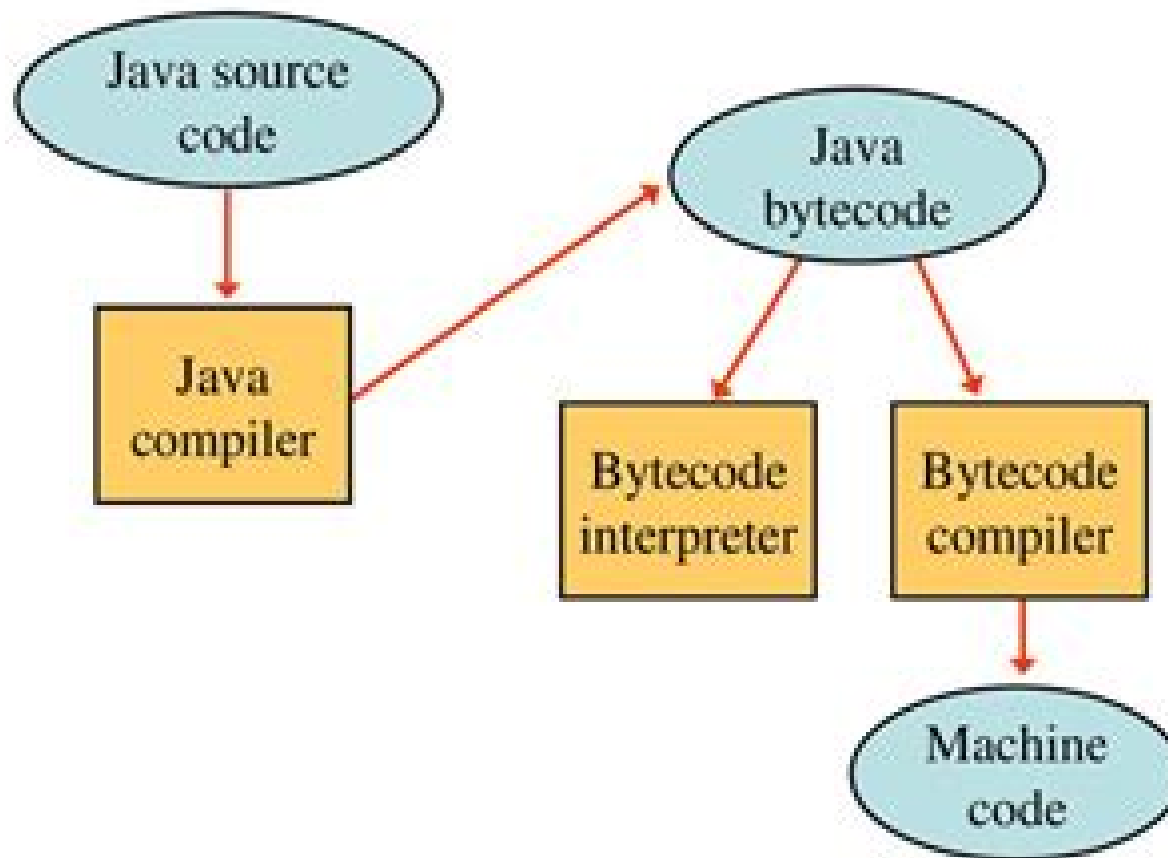 Java source
code
Java
bytecode
Java
compiler
Bytecode
interpreter
Bytecode
compiler
Machine
code